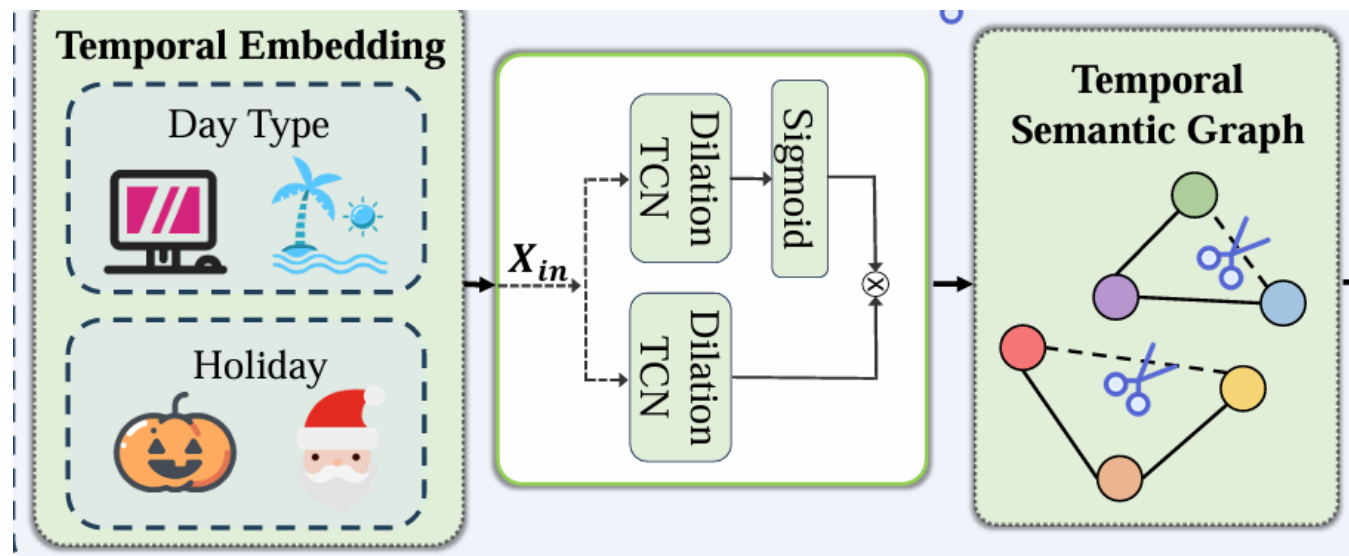 Temporal Embedding
Day Type
Holiday
X_in
Dilation
TCN
Sigmoid
Dilation
TCN
X
Temporal
Semantic Graph